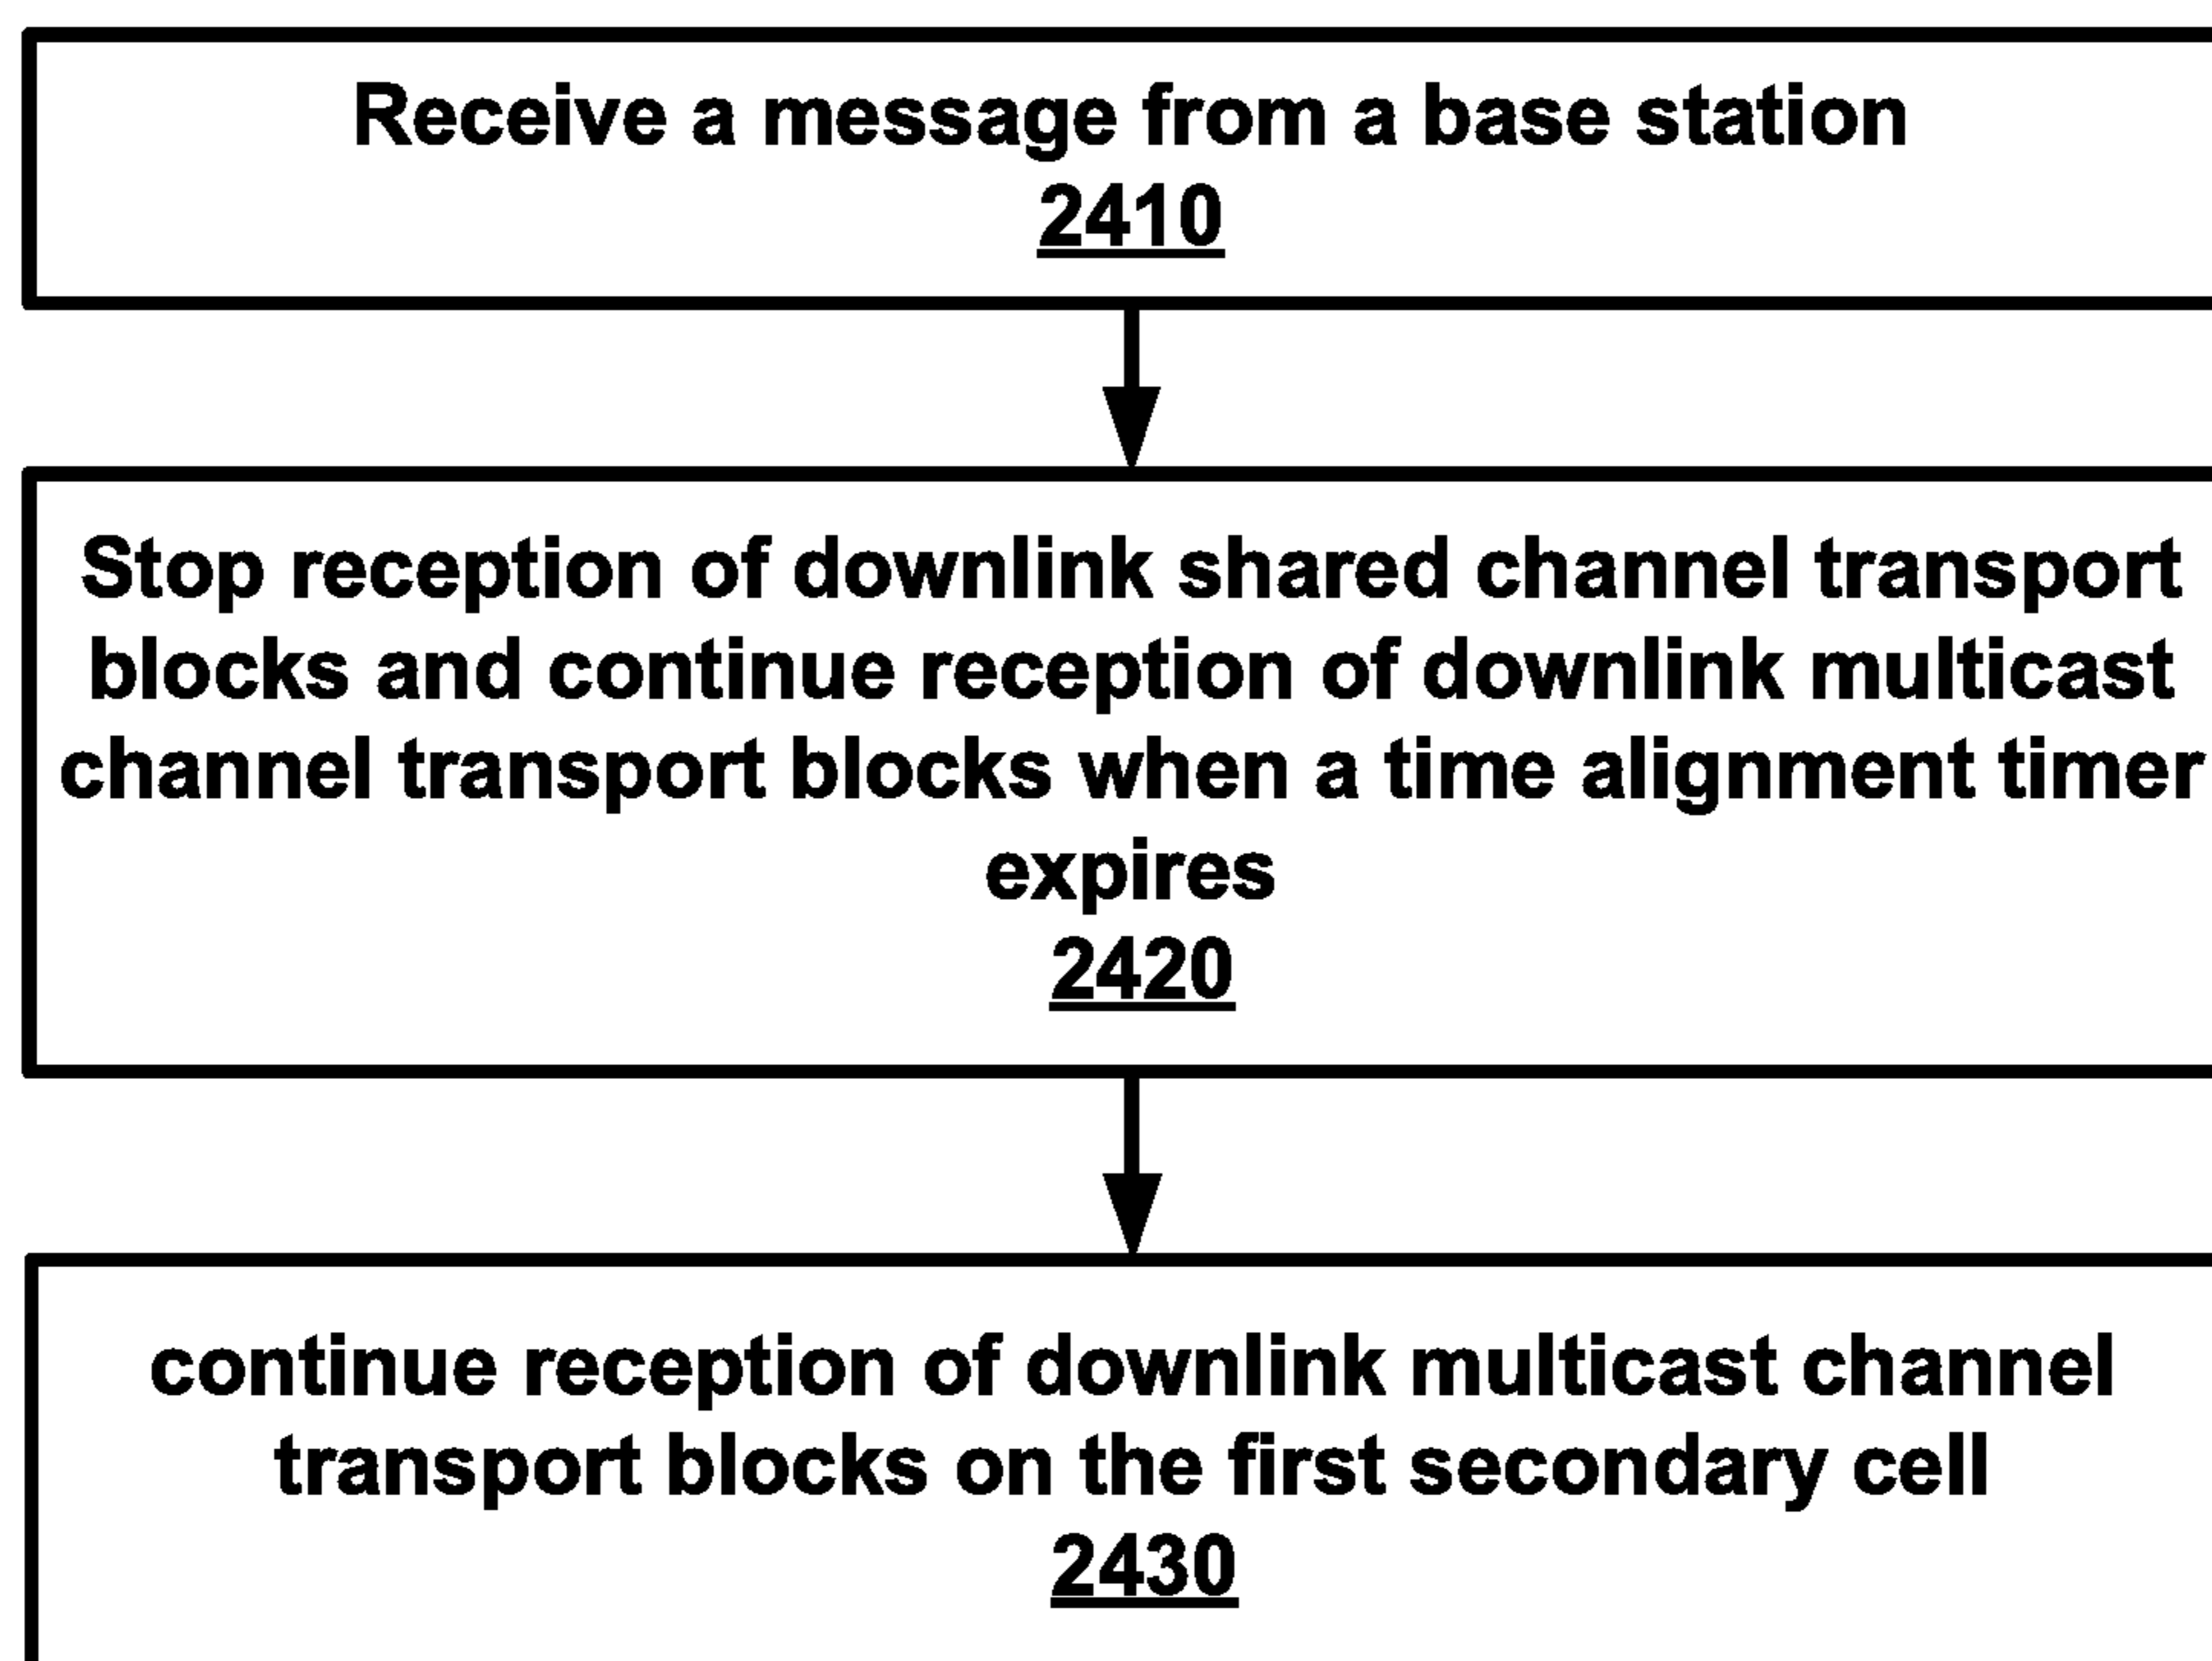 Receive a message from a base station
2410
Stop reception of downlink shared channel transport
blocks and continue reception of downlink multicast
channel transport blocks when a time alignment timer
expires
2420
continue reception of downlink multicast channel
transport blocks on the first secondary cell
2430